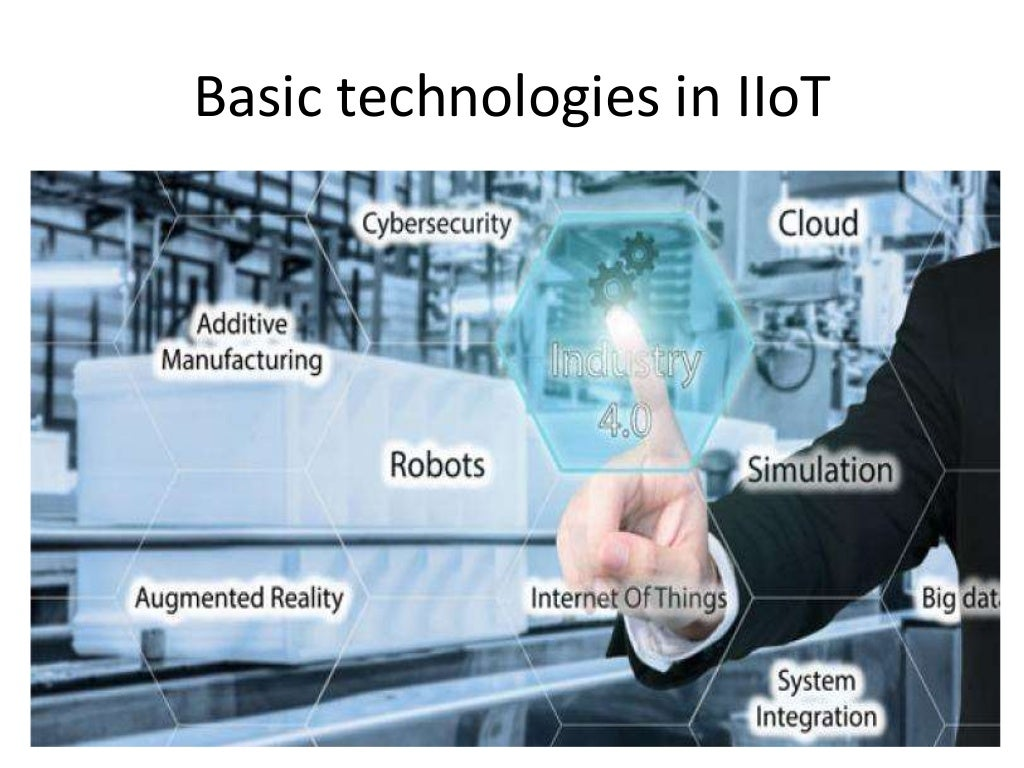 Basic technologies in IIoT
Cybersecurity
Cloud
Additive
Manufacturing
Industry
4.0
Robots
Simulation
Augmented Reality
Internet Of Things
Big dat
System
Integration